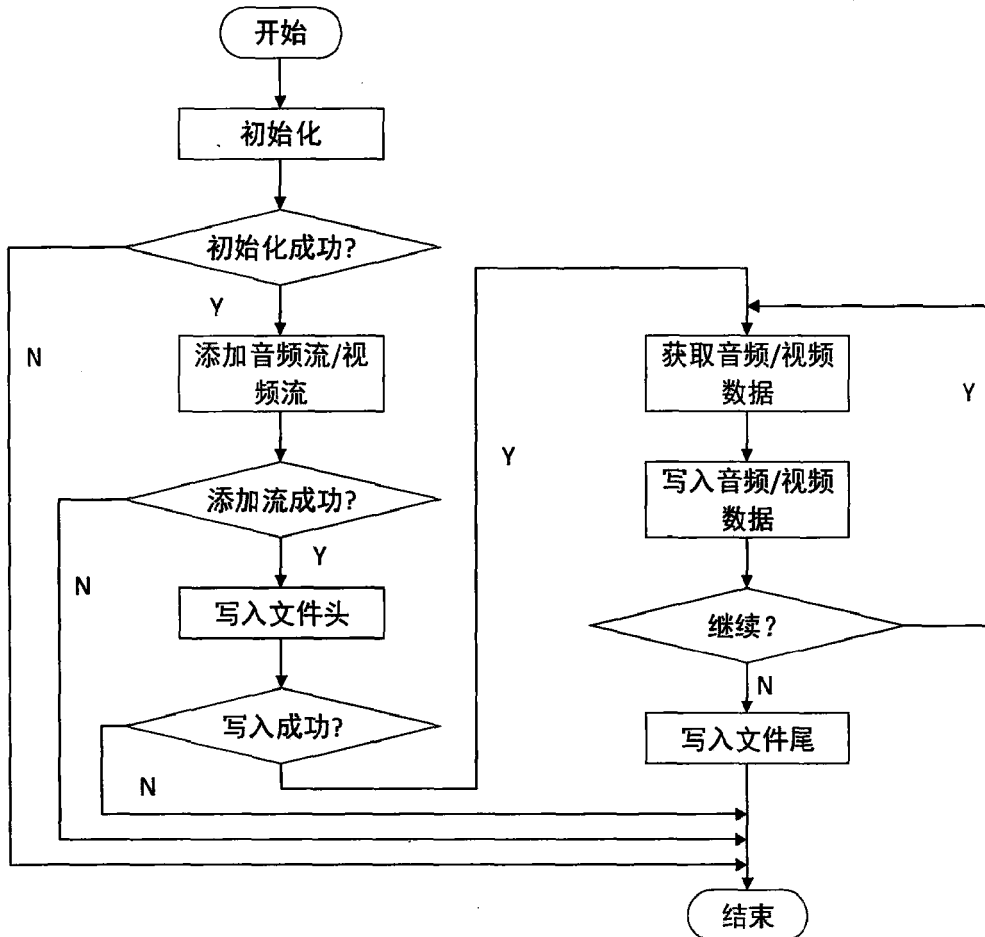 开始
初始化
初始化成功?
Y
N
添加音频流/视
频流
添加流成功?
Y
N
写入文件头
写入成功?
N
Y
获取音频/视频
数据
Y
写入音频/视频
数据
继续?
N
写入文件尾
结束